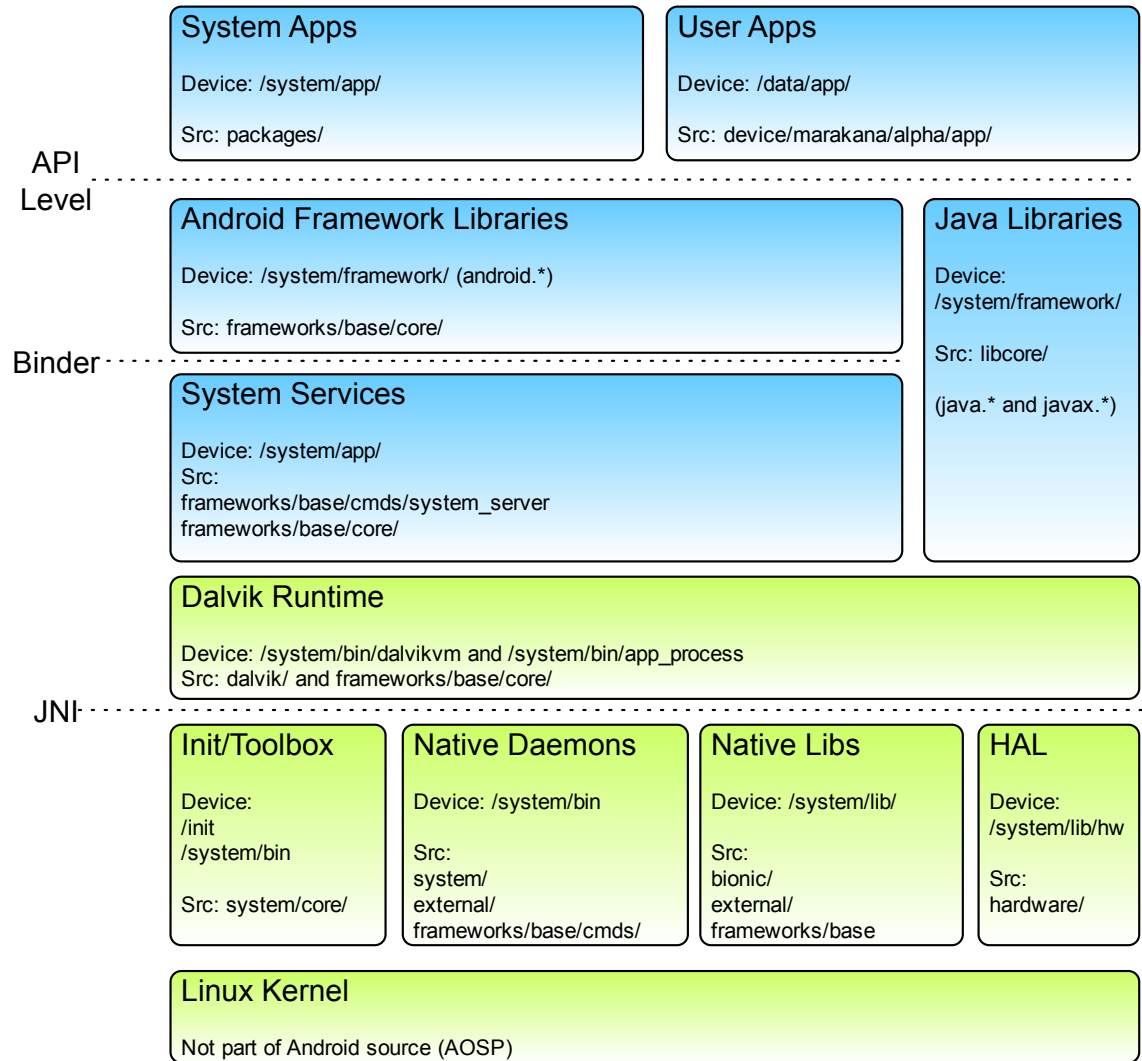 System Apps
Device: /system/app/
Src: packages/
User Apps
Device: /data/app/
Src: device/marakana/alpha/app/
API
Level
Android Framework Libraries
Device: /system/framework/ (android.*)
Src: frameworks/base/core/
Java Libraries
Device:
/system/framework/
Src: libcore/
(java.* and javax.*)
Binder
System Services
Device: /system/app/
Src:
frameworks/base/cmds/system_server
frameworks/base/core/
Dalvik Runtime
Device: /system/bin/dalvikvm and /system/bin/app_process
Src: dalvik/ and frameworks/base/core/
JNI
Init/Toolbox
Device:
/init
/system/bin
Src: system/core/
Native Daemons
Device: /system/bin
Src:
system/
external/
frameworks/base/cmds/
Native Libs
Device: /system/lib/
Src:
bionic/
external/
frameworks/base
HAL
Device:
/system/lib/hw
Src:
hardware/
Linux Kernel
Not part of Android source (AOSP)